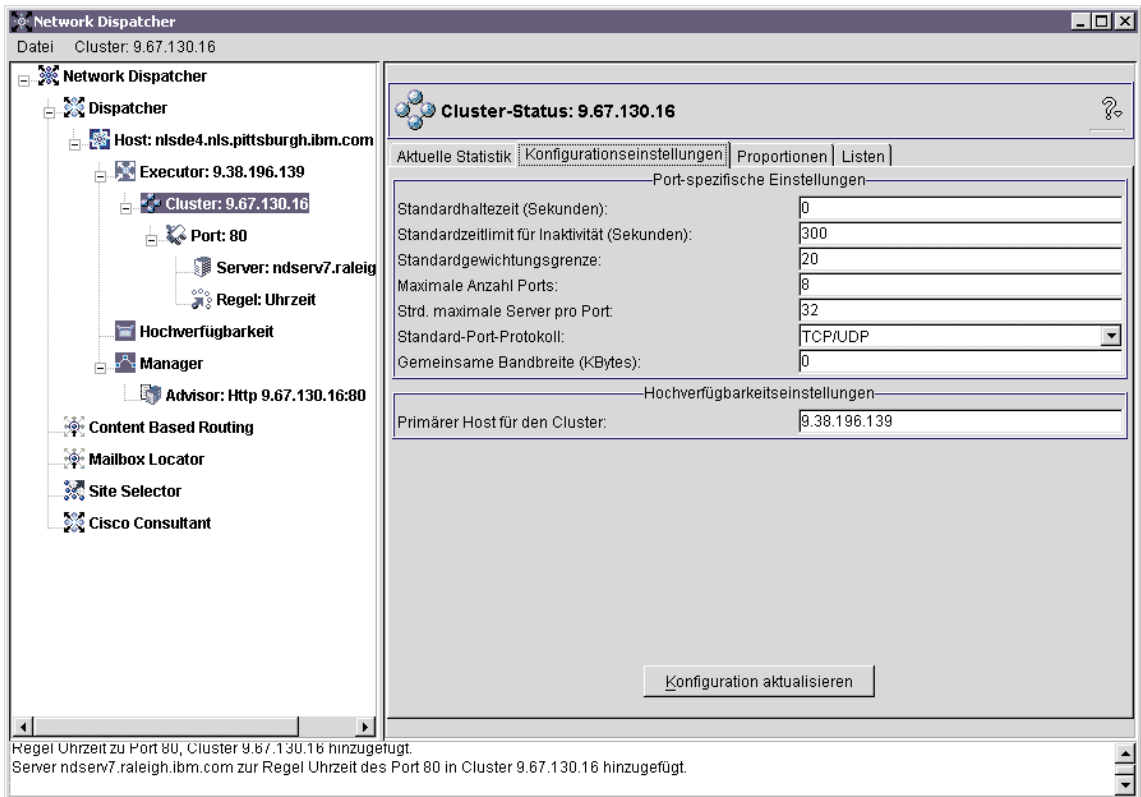 Network Dispatcher
Datei Cluster: 9.67.130.16
Network Dispatcher
Dispatcher
Host: nlsde4.nls.pittsburgh.ibm.com
Executor: 9.38.196.139
Cluster: 9.67.130.16
Port: 80
Server: ndserv7.raleig
Regel: Uhrzeit
Hochverfügbarkeit
Manager
Advisor: Http 9.67.130.16:80
Content Based Routing
Mailbox Locator
Site Selector
Cisco Consultant
Cluster-Status: 9.67.130.16
?
Aktuelle Statistik Konfigurationseinstellungen Proportionen Listen
Port-spezifische Einstellungen
Standardhaltezeit (Sekunden): 0
Standardzeitlimit für Inaktivität (Sekunden): 300
Standardgewichtungsgrenze: 20
Maximale Anzahl Ports: 8
Strd. maximale Server pro Port: 32
Standard-Port-Protokoll: TCP/UDP
Gemeinsame Bandbreite (KBytes): 0
Hochverfügbarkeitseinstellungen
Primärer Host für den Cluster: 9.38.196.139
Konfiguration aktualisieren
Regel Uhrzeit zu Port 80, Cluster 9.67.130.16 hinzugefügt.
Server ndserv7.raleigh.ibm.com zur Regel Uhrzeit des Port 80 in Cluster 9.67.130.16 hinzugefügt.